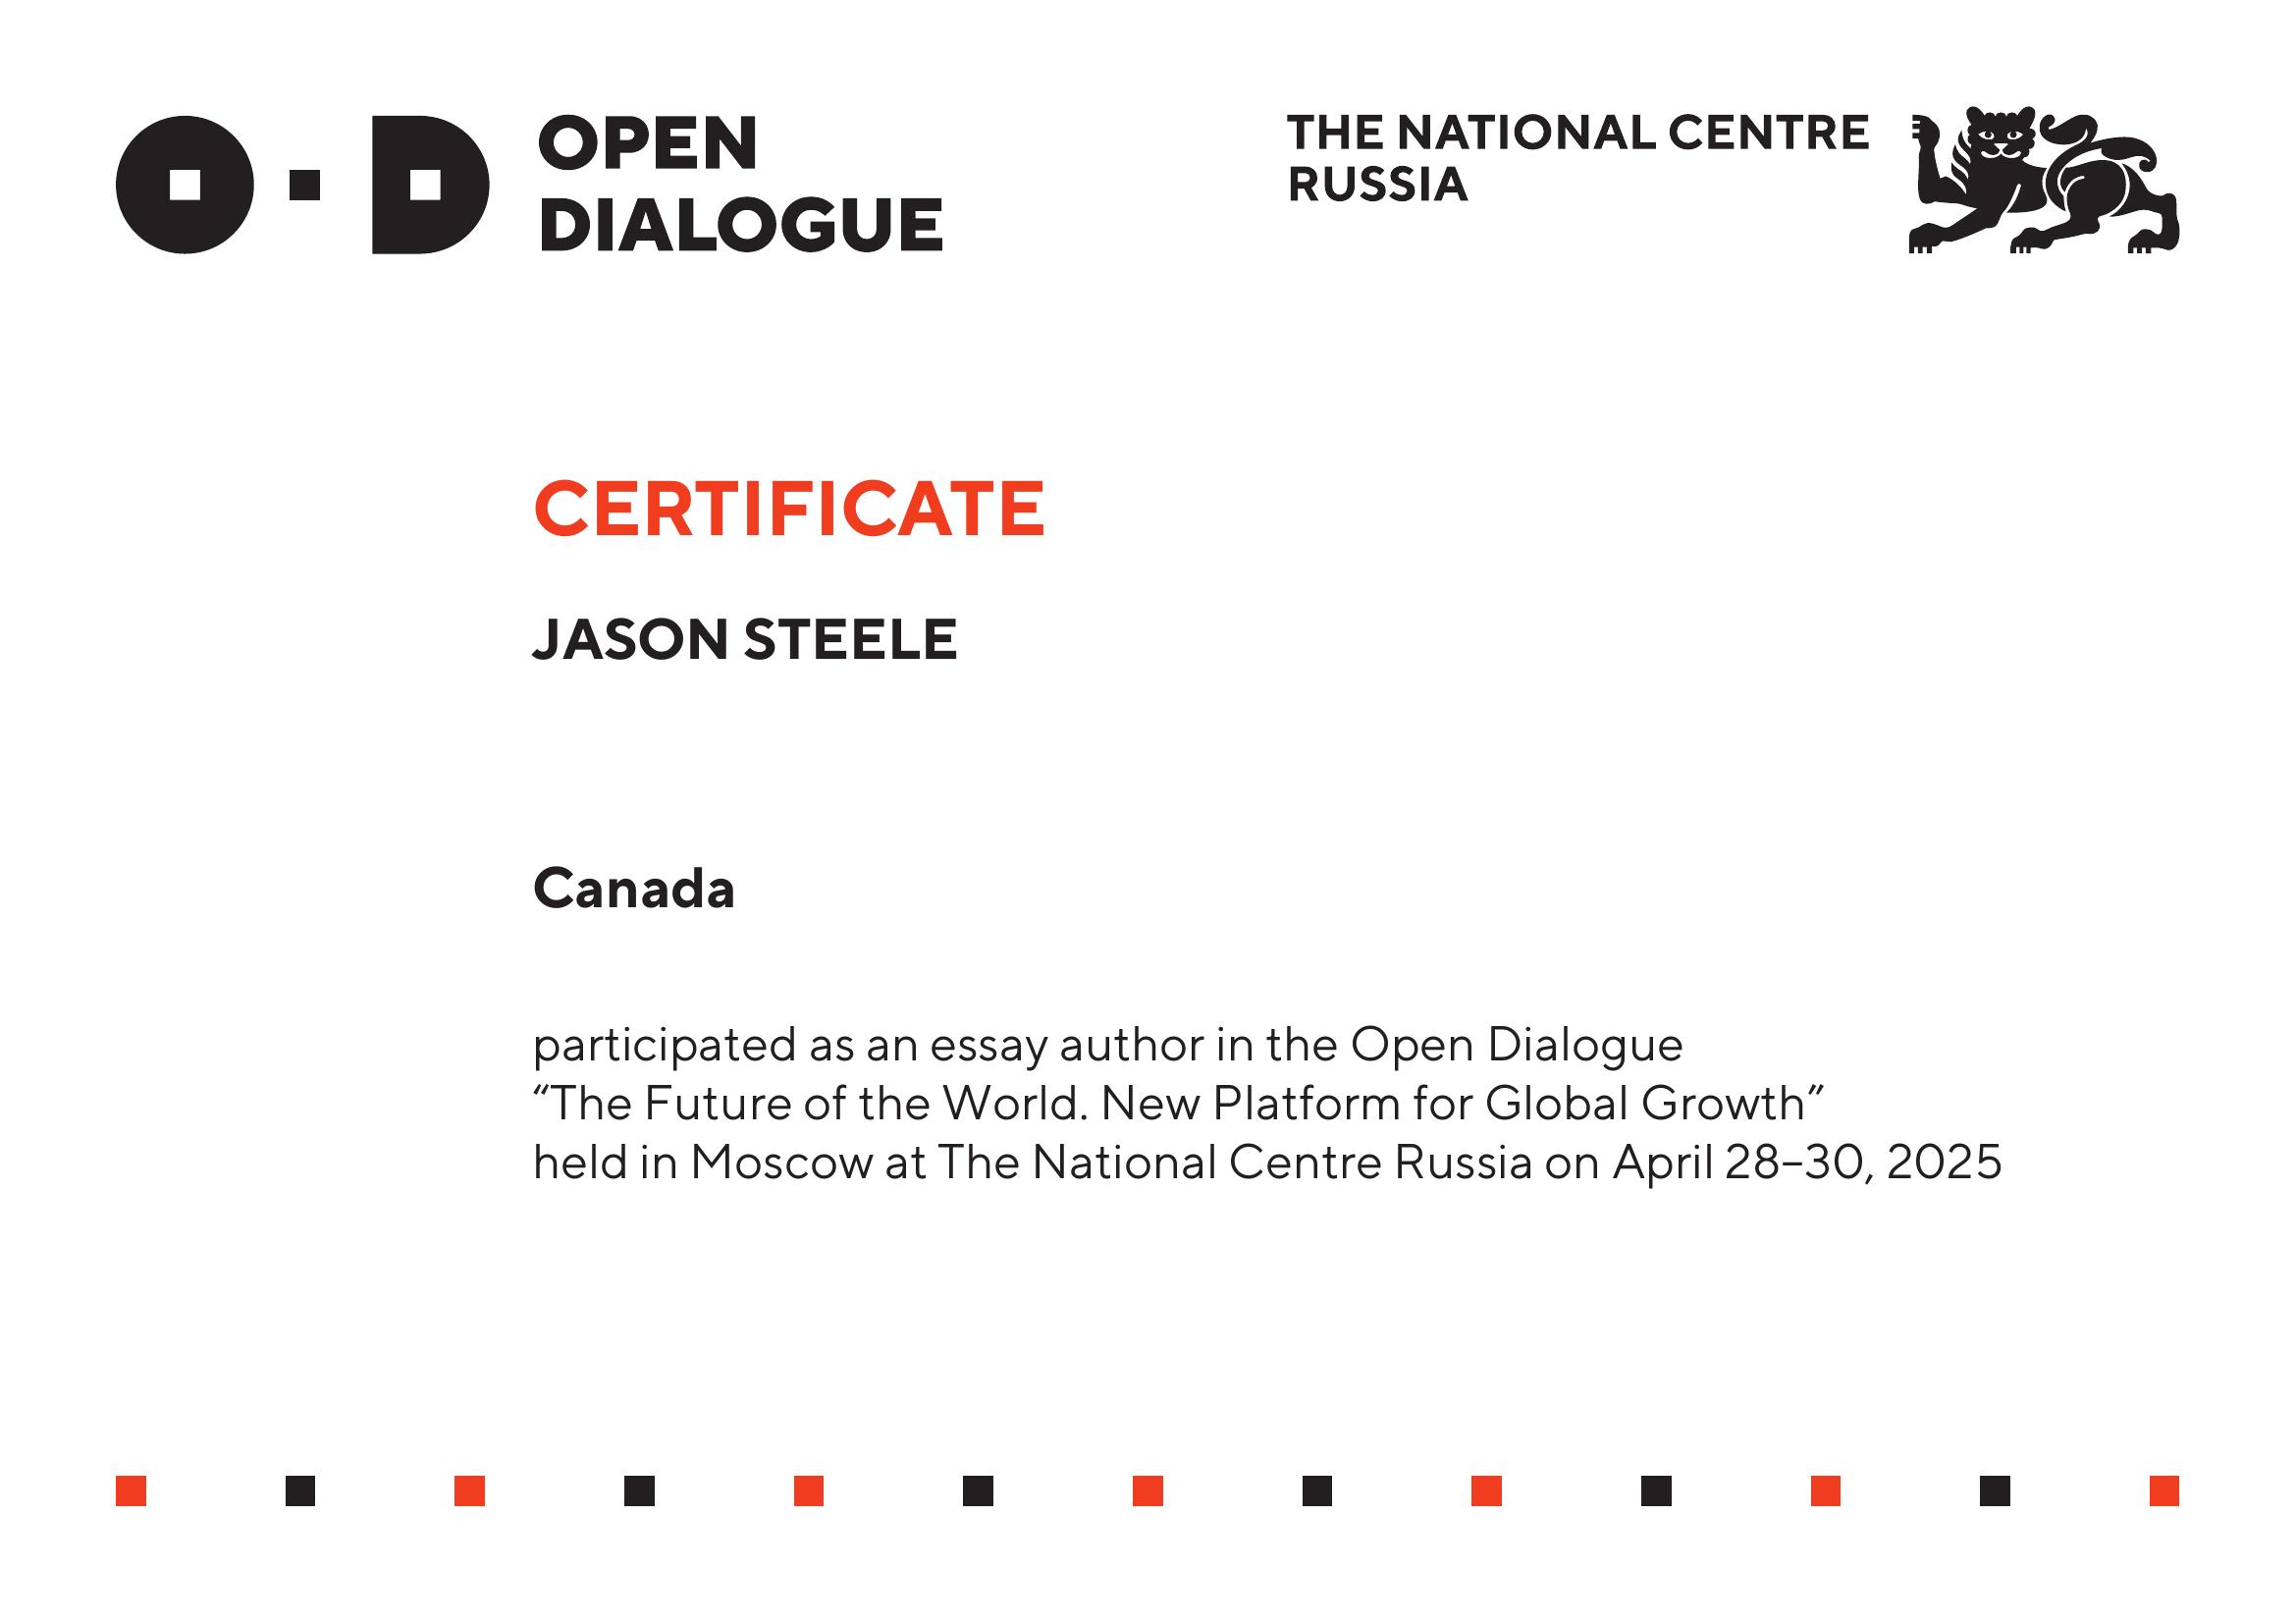 O·D
OPEN
DIALOGUE
THE NATIONAL CENTRE
RUSSIA
CERTIFICATE
JASON STEELE
Canada
participated as an essay author in the Open Dialogue
“The Future of the World. New Platform for Global Growth”
held in Moscow at The National Centre Russia on April 28–30, 2025